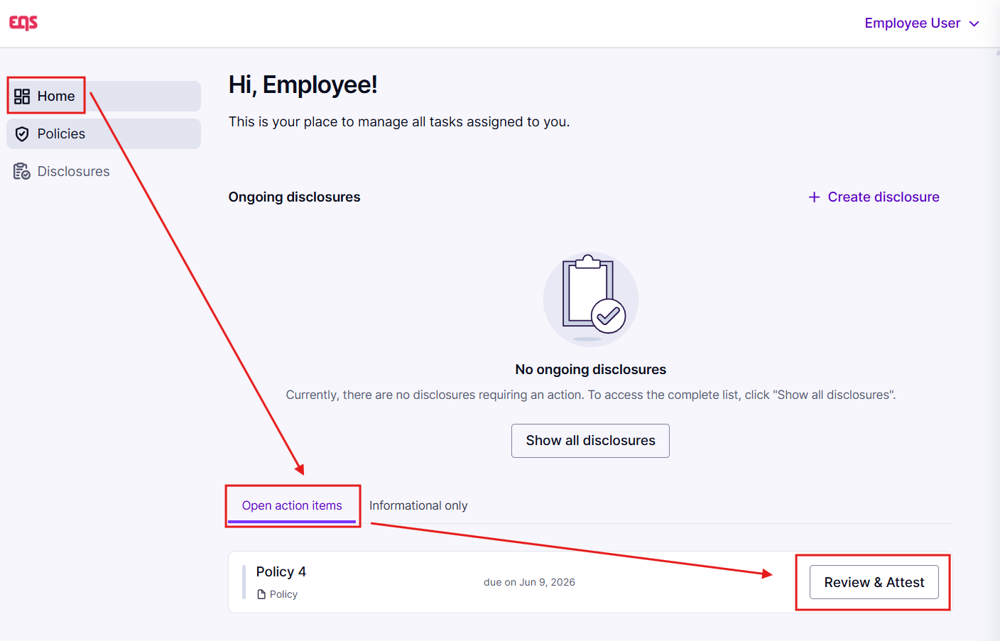 EQS
Employee User
Home
Policies
Disclosures
Hi, Employee!
This is your place to manage all tasks assigned to you.
Ongoing disclosures
+ Create disclosure
No ongoing disclosures
Currently, there are no disclosures requiring an action. To access the complete list, click "Show all disclosures".
Show all disclosures
Open action items
Informational only
Policy 4
Policy
due on Jun 9, 2026
Review & Attest